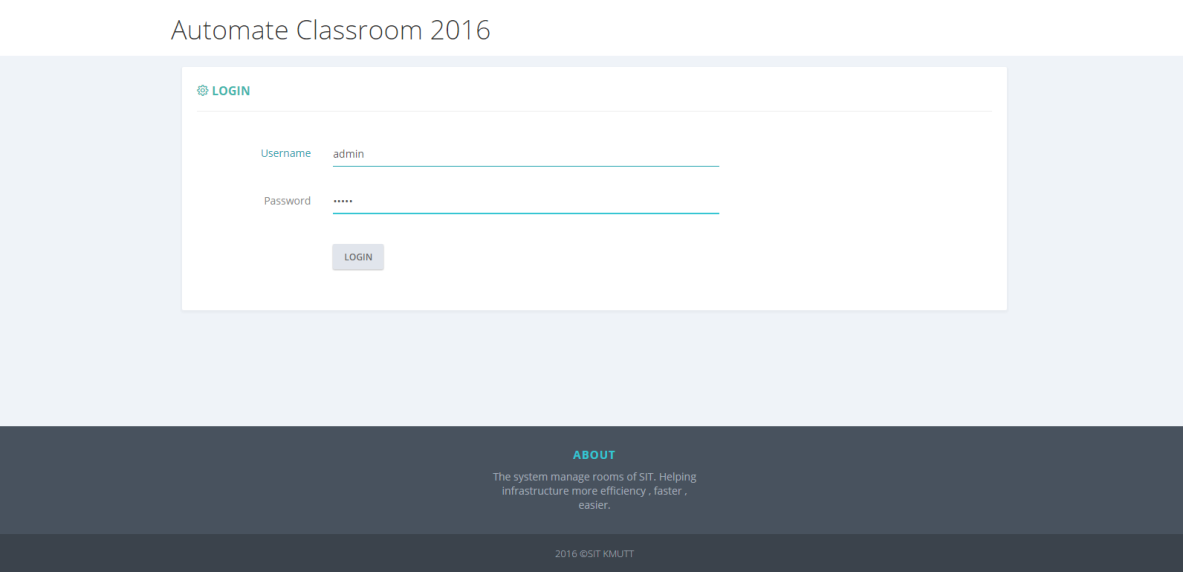 Automate Classroom 2016
LOGIN
Username admin
Password •••••
LOGIN
ABOUT
The system manage rooms of SIT. Helping
infrastructure more efficiency , faster ,
easier.
2016 ©SIT KMUTT